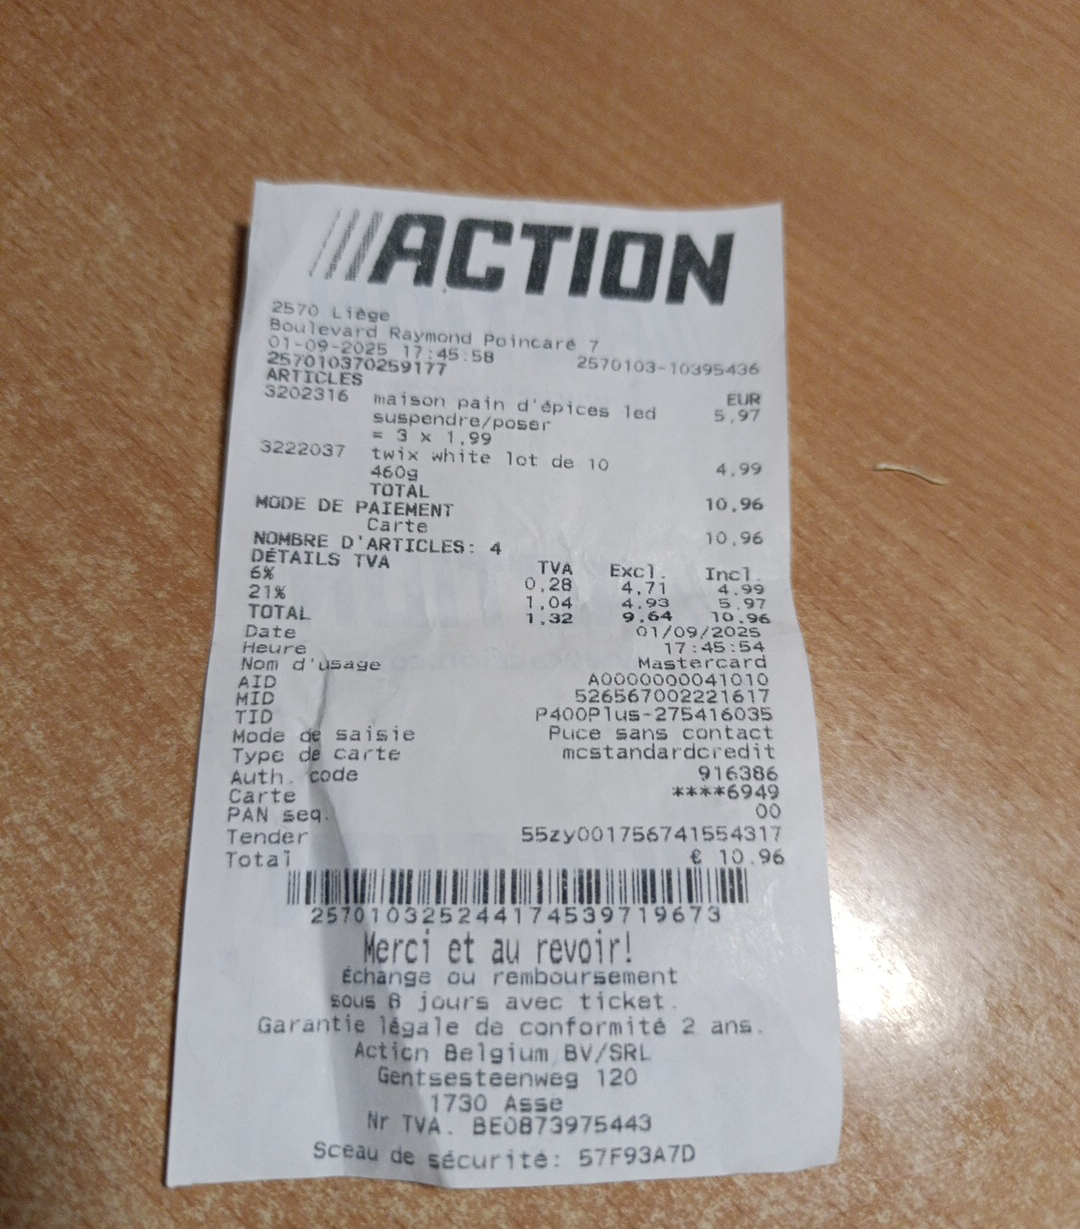 ///ACTION
2570 Liège
Boulevard Raymond Poincaré 7
01-09-2025 17:45:58 2570103-10395436
257010370259177
ARTICLES EUR
3202316 maison pain d'épices led 5,97
suspendre/poser
= 3 x 1,99
3222037 twix white lot de 10 4,99
460g
TOTAL 10,96
MODE DE PAIEMENT
Carte 10,96
NOMBRE D'ARTICLES: 4
DÉTAILS TVA TVA Excl. Incl.
6% 0,28 4,71 4,99
21% 1,04 4,93 5,97
TOTAL 1,32 9,64 10,96
Date 01/09/2025
Heure 17:45:54
Nom d'usage Mastercard
AID A0000000041010
MID 526567002221617
TID P400Plus-275416035
Mode de saisie Puce sans contact
Type de carte mcstandardcredit
Auth. code 916386
Carte ****6949
PAN seq. 00
Tender 55zy001756741554317
Total € 10.96
257010325244174539719673
Merci et au revoir!
Échange ou remboursement
sous 8 jours avec ticket.
Garantie légale de conformité 2 ans.
Action Belgium BV/SRL
Gentsesteenweg 120
1730 Asse
Nr TVA. BE0873975443
Sceau de sécurité: 57F93A7D